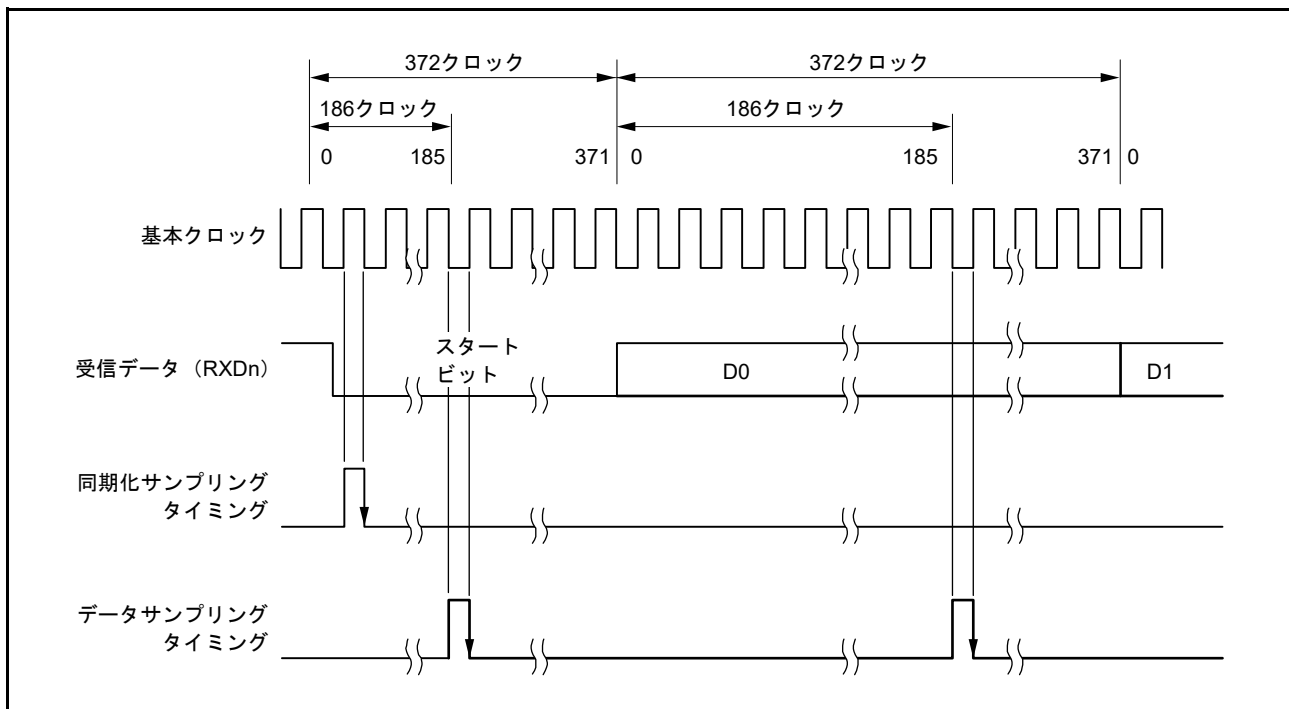 372クロック 372クロック
186クロック 186クロック
0 185 371 0 185 371 0
基本クロック
受信データ（RXDn）
スタート
ビット
D0 D1
同期化サンプリング
タイミング
データサンプリング
タイミング